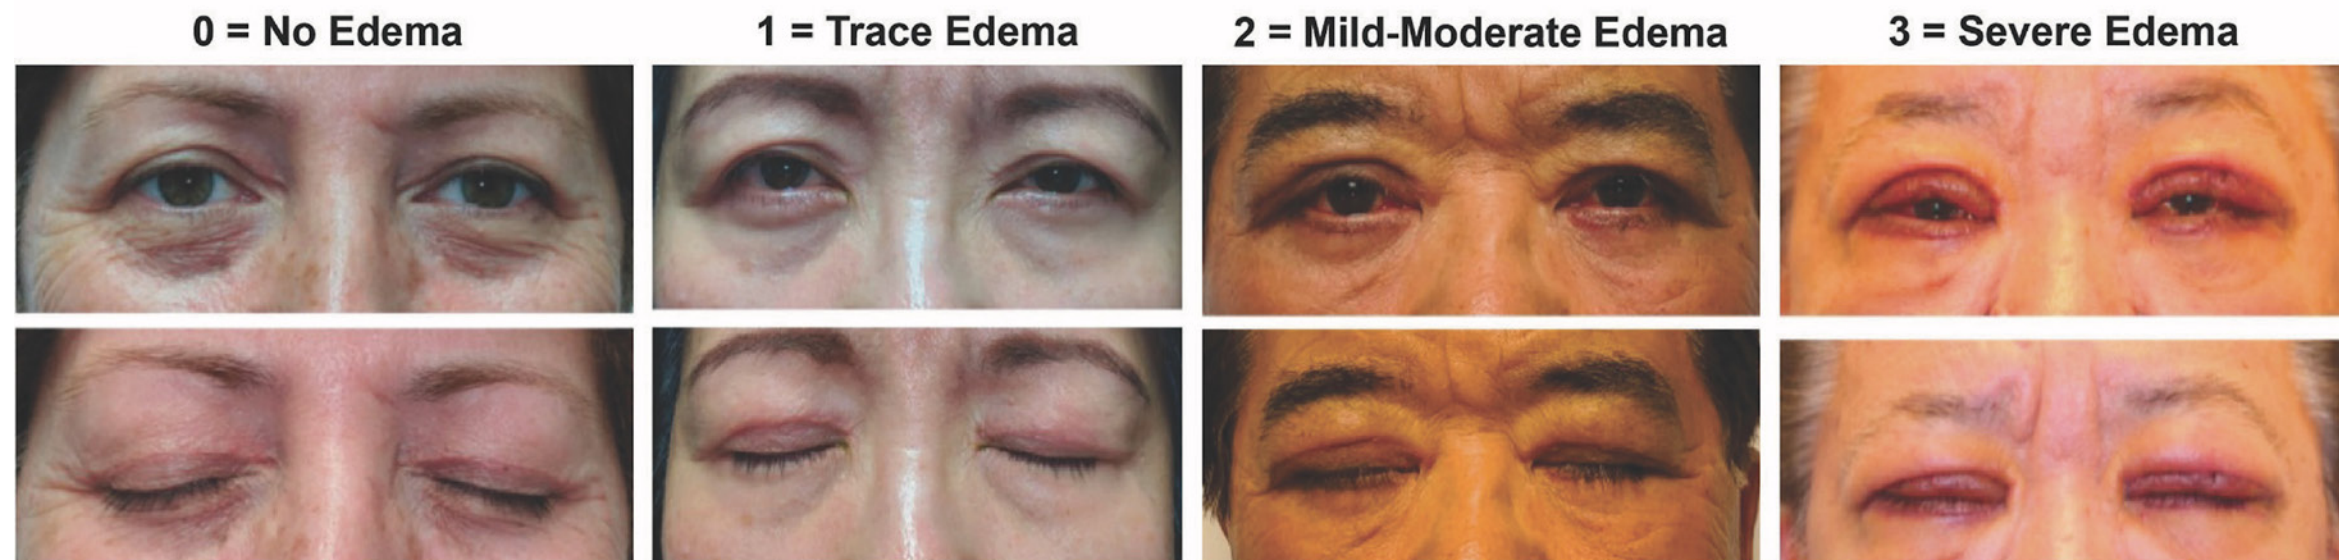 0 = No Edema
1 = Trace Edema
2 = Mild-Moderate Edema
3 = Severe Edema